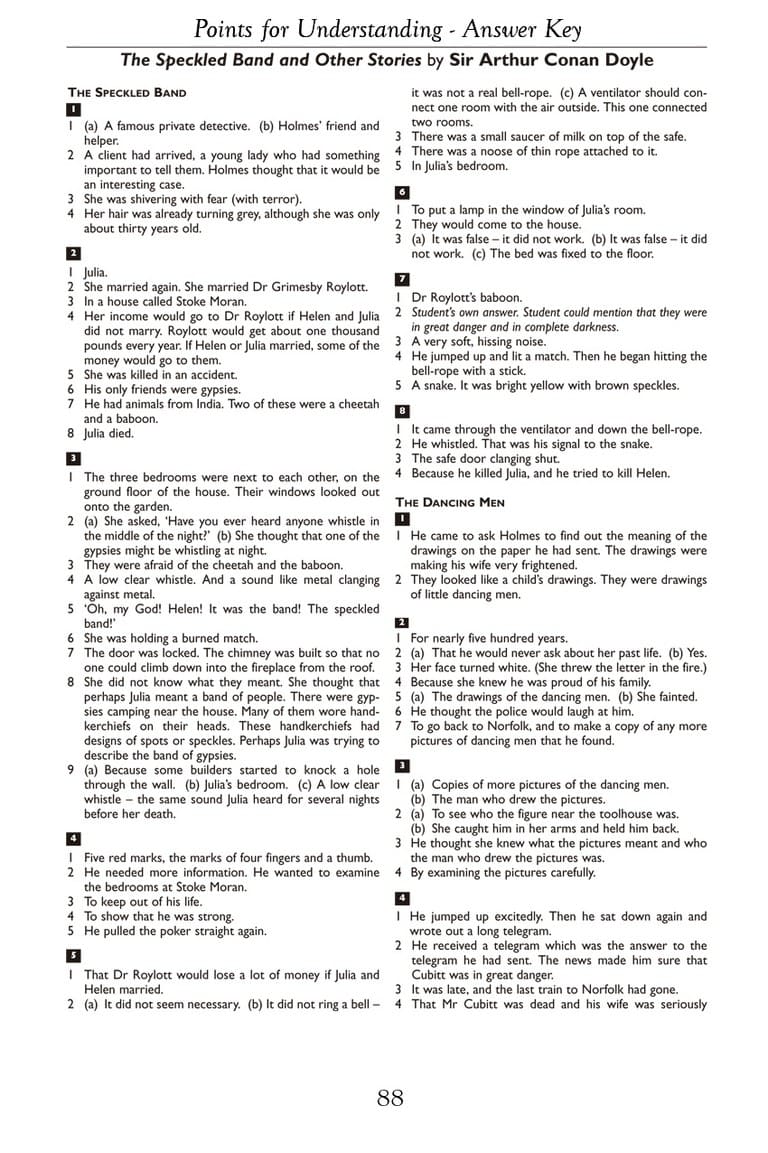 Points for Understanding - Answer Key
The Speckled Band and Other Stories by Sir Arthur Conan Doyle
THE SPECKLED BAND
1
1 (a) A famous private detective. (b) Holmes' friend and
helper.
2 A client had arrived, a young lady who had something
important to tell them. Holmes thought that it would be
an interesting case.
3 She was shivering with fear (with terror).
4 Her hair was already turning grey, although she was only
about thirty years old.
2
1 Julia.
2 She married again. She married Dr Grimesby Roylott.
3 In a house called Stoke Moran.
4 Her income would go to Dr Roylott if Helen and Julia
did not marry. Roylott would get about one thousand
pounds every year. If Helen or Julia married, some of the
money would go to them.
5 She was killed in an accident.
6 His only friends were gypsies.
7 He had animals from India. Two of these were a cheetah
and a baboon.
8 Julia died.
3
1 The three bedrooms were next to each other, on the
ground floor of the house. Their windows looked out
onto the garden.
2 (a) She asked, 'Have you ever heard anyone whistle in
the middle of the night?' (b) She thought that one of the
gypsies might be whistling at night.
3 They were afraid of the cheetah and the baboon.
4 A low clear whistle. And a sound like metal clanging
against metal.
5 'Oh, my God! Helen! It was the band! The speckled
band!'
6 She was holding a burned match.
7 The door was locked. The chimney was built so that no
one could climb down into the fireplace from the roof.
8 She did not know what they meant. She thought that
perhaps Julia meant a band of people. There were gyp-
sies camping near the house. Many of them wore hand-
kerchiefs on their heads. These handkerchiefs had
designs of spots or speckles. Perhaps Julia was trying to
describe the band of gypsies.
9 (a) Because some builders started to knock a hole
through the wall. (b) Julia's bedroom. (c) A low clear
whistle – the same sound Julia heard for several nights
before her death.
4
1 Five red marks, the marks of four fingers and a thumb.
2 He needed more information. He wanted to examine
the bedrooms at Stoke Moran.
3 To keep out of his life.
4 To show that he was strong.
5 He pulled the poker straight again.
5
1 That Dr Roylott would lose a lot of money if Julia and
Helen married.
2 (a) It did not seem necessary. (b) It did not ring a bell –
it was not a real bell-rope. (c) A ventilator should con-
nect one room with the air outside. This one connected
two rooms.
3 There was a small saucer of milk on top of the safe.
4 There was a noose of thin rope attached to it.
5 In Julia's bedroom.
6
1 To put a lamp in the window of Julia's room.
2 They would come to the house.
3 (a) It was false – it did not work. (b) It was false – it did
not work. (c) The bed was fixed to the floor.
7
1 Dr Roylott's baboon.
2 Student's own answer. Student could mention that they were
in great danger and in complete darkness.
3 A very soft, hissing noise.
4 He jumped up and lit a match. Then he began hitting the
bell-rope with a stick.
5 A snake. It was bright yellow with brown speckles.
8
1 It came through the ventilator and down the bell-rope.
2 He whistled. That was his signal to the snake.
3 The safe door clanging shut.
4 Because he killed Julia, and he tried to kill Helen.
THE DANCING MEN
1
1 He came to ask Holmes to find out the meaning of the
drawings on the paper he had sent. The drawings were
making his wife very frightened.
2 They looked like a child's drawings. They were drawings
of little dancing men.
2
1 For nearly five hundred years.
2 (a) That he would never ask about her past life. (b) Yes.
3 Her face turned white. (She threw the letter in the fire.)
4 Because she knew he was proud of his family.
5 (a) The drawings of the dancing men. (b) She fainted.
6 He thought the police would laugh at him.
7 To go back to Norfolk, and to make a copy of any more
pictures of dancing men that he found.
3
1 (a) Copies of more pictures of the dancing men.
(b) The man who drew the pictures.
2 (a) To see who the figure near the toolhouse was.
(b) She caught him in her arms and held him back.
3 He thought she knew what the pictures meant and who
the man who drew the pictures was.
4 By examining the pictures carefully.
4
1 He jumped up excitedly. Then he sat down again and
wrote out a long telegram.
2 He received a telegram which was the answer to the
telegram he had sent. The news made him sure that
Cubitt was in great danger.
3 It was late, and the last train to Norfolk had gone.
4 That Mr Cubitt was dead and his wife was seriously
88